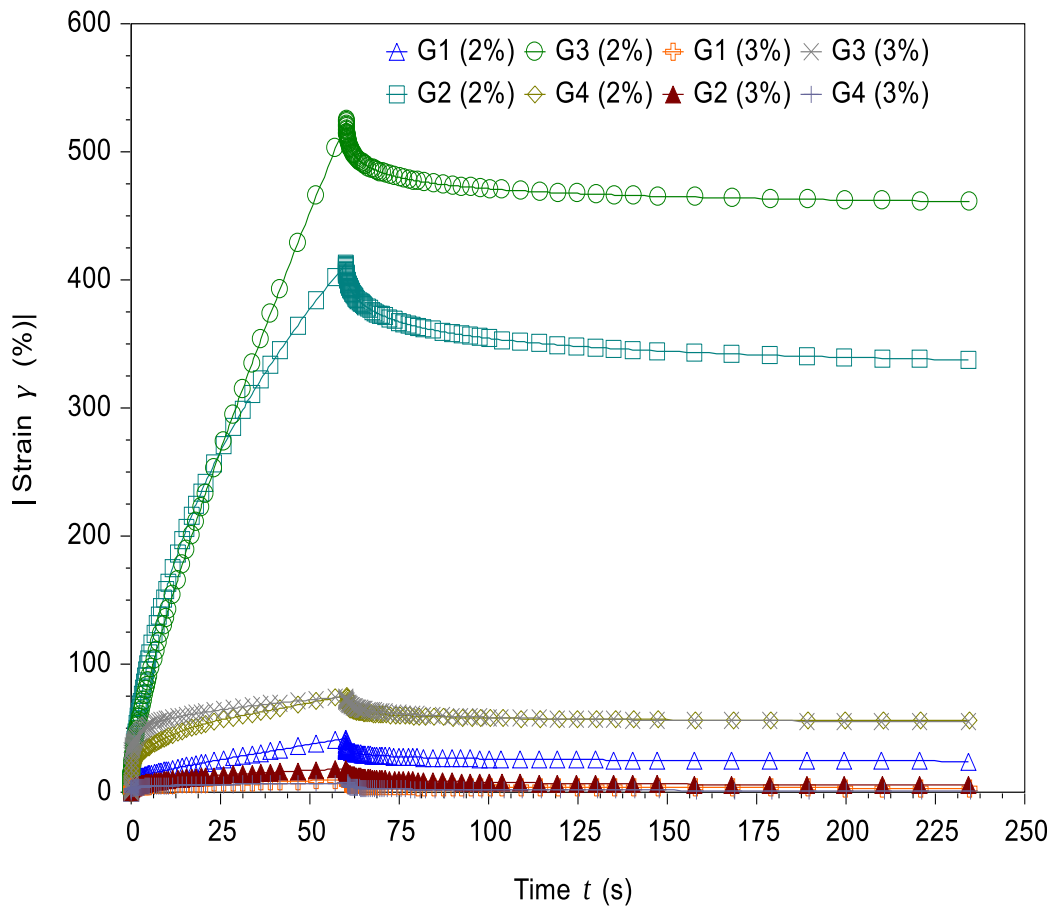 600
500
400
300
200
100
0
|Strain γ (%)|
G1 (2%) G3 (2%) G1 (3%) G3 (3%)
G2 (2%) G4 (2%) G2 (3%) G4 (3%)
0 25 50 75 100 125 150 175 200 225 250
Time t (s)